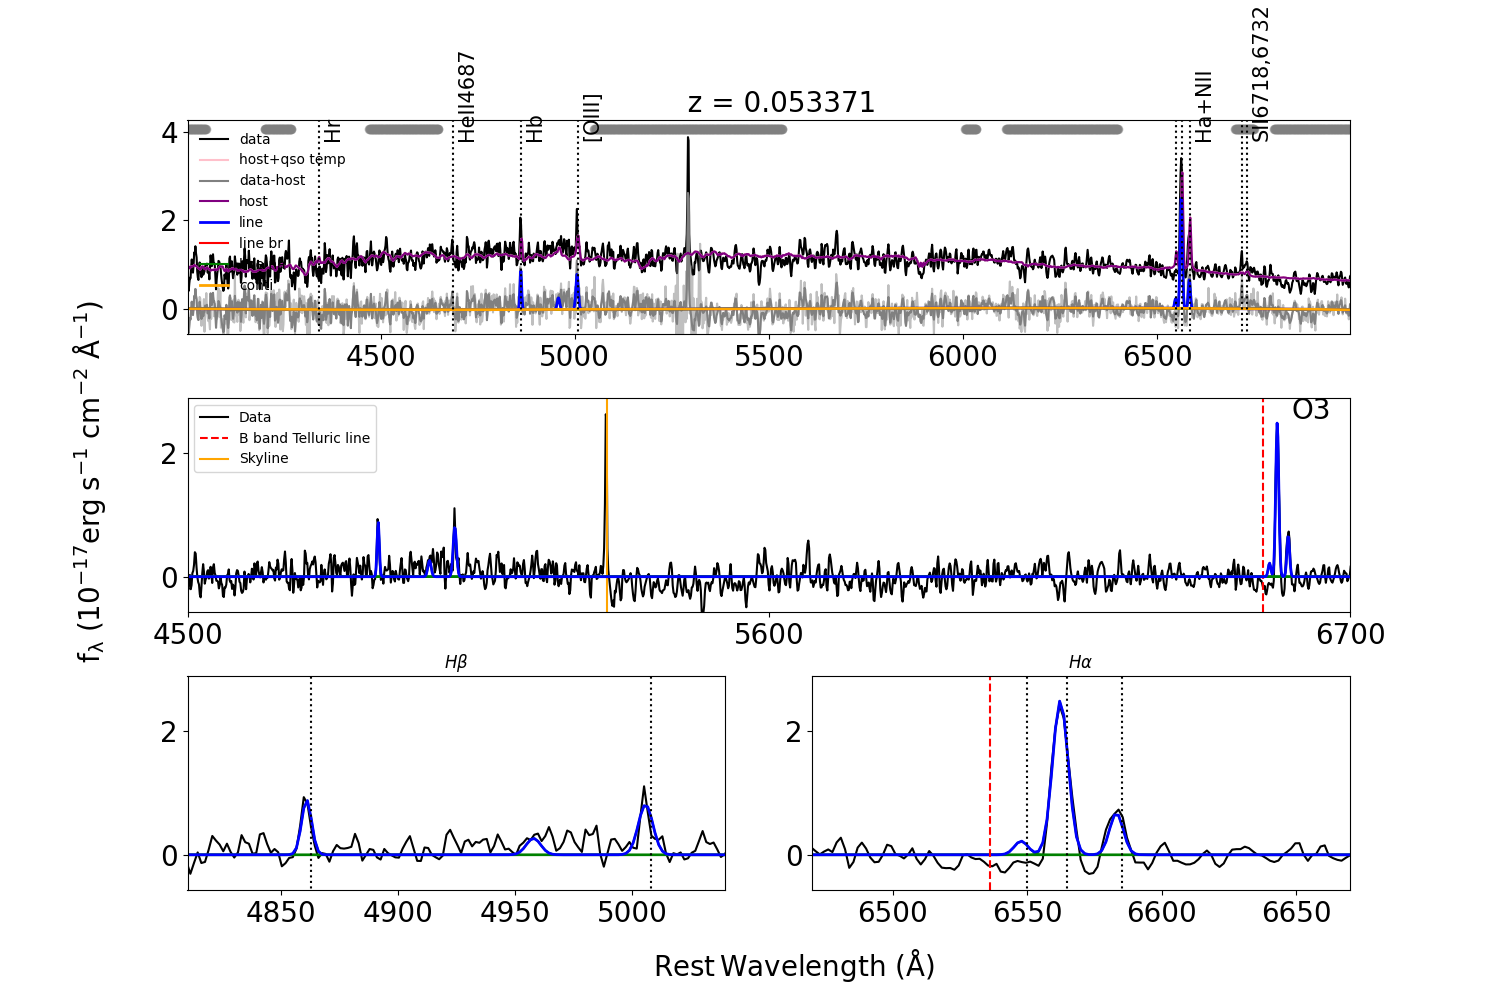 z = 0.053371
Hr
HeII4687
Hb
[OIII]
Ha+NII
SII6718,6732
data
host+qso temp
data-host
host
line
line br
conti
4
2
0
4500
5000
5500
6000
6500
fλ (10⁻¹⁷erg s⁻¹ cm⁻² Å⁻¹)
O3
Data
B band Telluric line
Skyline
2
0
4500
5600
6700
Hβ
2
0
4850
4900
4950
5000
Hα
2
0
6500
6550
6600
6650
Rest Wavelength (Å)